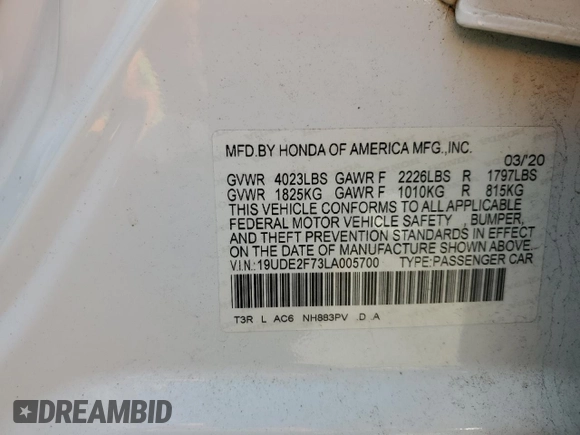 MFD.BY HONDA OF AMERICA MFG.,INC.
03/'20
GVWR 4023LBS GAWR F 2226LBS R 1797LBS
GVWR 1825KG GAWR F 1010KG R 815KG
THIS VEHICLE CONFORMS TO ALL APPLICABLE
FEDERAL MOTOR VEHICLE SAFETY , BUMPER,
AND THEFT PREVENTION STANDARDS IN EFFECT
ON THE DATE OF MANUFACTURE SHOWN ABOVE.
V.I.N.:19UDE2F73LA005700 TYPE:PASSENGER CAR
T3R L AC6 NH883PV .D .A
DREAMBID